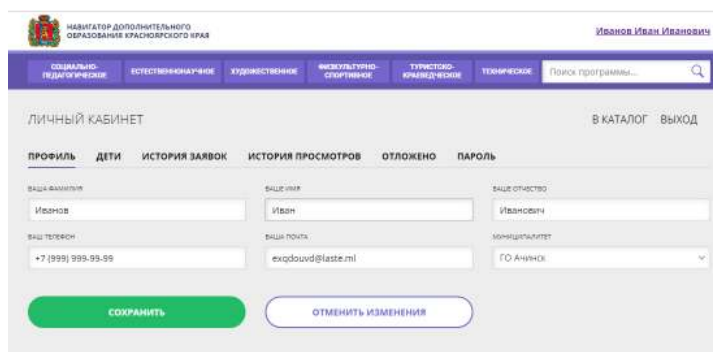 НАВИГАТОР ДОПОЛНИТЕЛЬНОГО
ОБРАЗОВАНИЯ КРАСНОЯРСКОГО КРАЯ
Иванов Иван Иванович
СОЦИАЛЬНО-
ПЕДАГОГИЧЕСКОЕ
ЕСТЕСТВЕННОНАУЧНОЕ
ХУДОЖЕСТВЕННОЕ
ФИЗКУЛЬТУРНО-
СПОРТИВНОЕ
ТУРИСТСКО-
КРАЕВЕДЧЕСКОЕ
ТЕХНИЧЕСКОЕ
Поиск программы...
ЛИЧНЫЙ КАБИНЕТ
В КАТАЛОГ ВЫХОД
ПРОФИЛЬ ДЕТИ ИСТОРИЯ ЗАЯВОК ИСТОРИЯ ПРОСМОТРОВ ОТЛОЖЕНО ПАРОЛЬ
ВАША ФАМИЛИЯ ВАШЕ ИМЯ ВАШЕ ОТЧЕСТВО
Иванов Иван Иванович
ВАШ ТЕЛЕФОН ВАША ПОЧТА МУНИЦИПАЛИТЕТ
+7 (999) 999-99-99 exqdouvd@laste.ml ГО Ачинск
СОХРАНИТЬ ОТМЕНИТЬ ИЗМЕНЕНИЯ